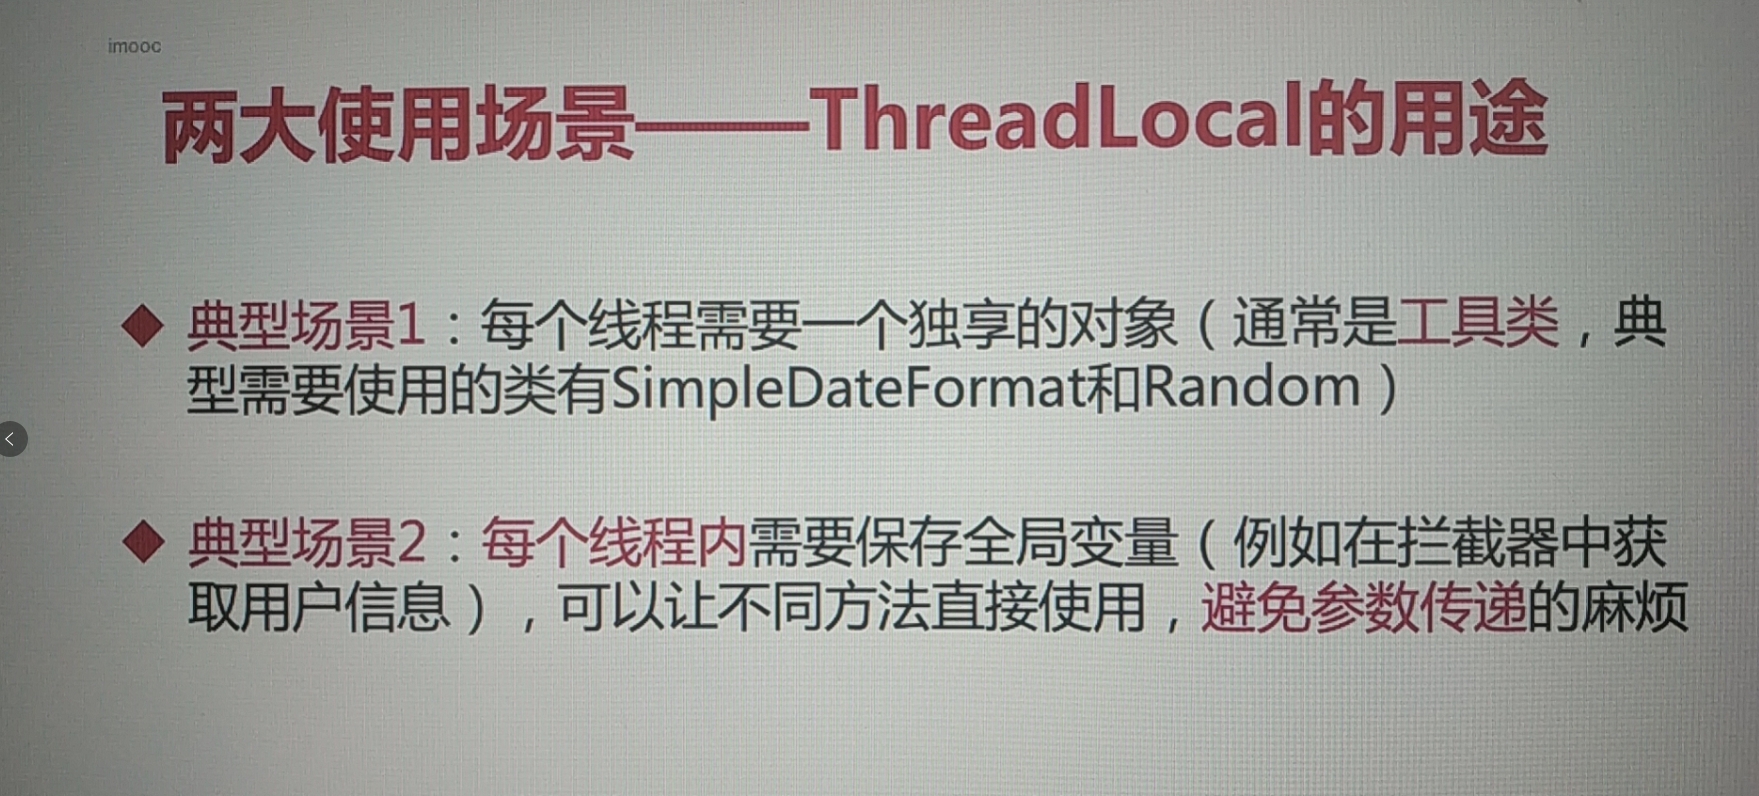 imooc
两大使用场景——ThreadLocal的用途
◆ 典型场景1：每个线程需要一个独享的对象（通常是工具类，典
型需要使用的类有SimpleDateFormat和Random）
◆ 典型场景2：每个线程内需要保存全局变量（例如在拦截器中获
取用户信息），可以让不同方法直接使用，避免参数传递的麻烦